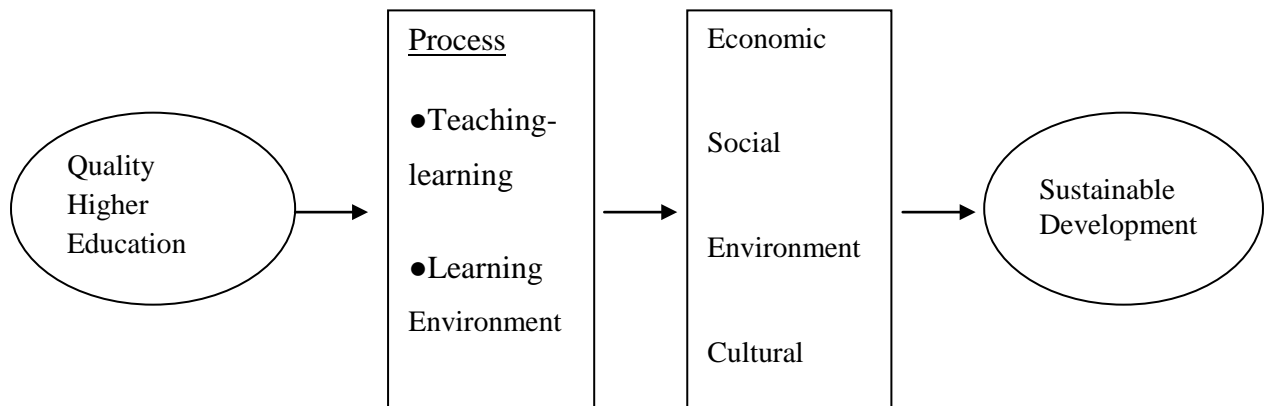 Quality
Higher
Education
Process
●Teaching-
learning
●Learning
Environment
Economic
Social
Environment
Cultural
Sustainable
Development